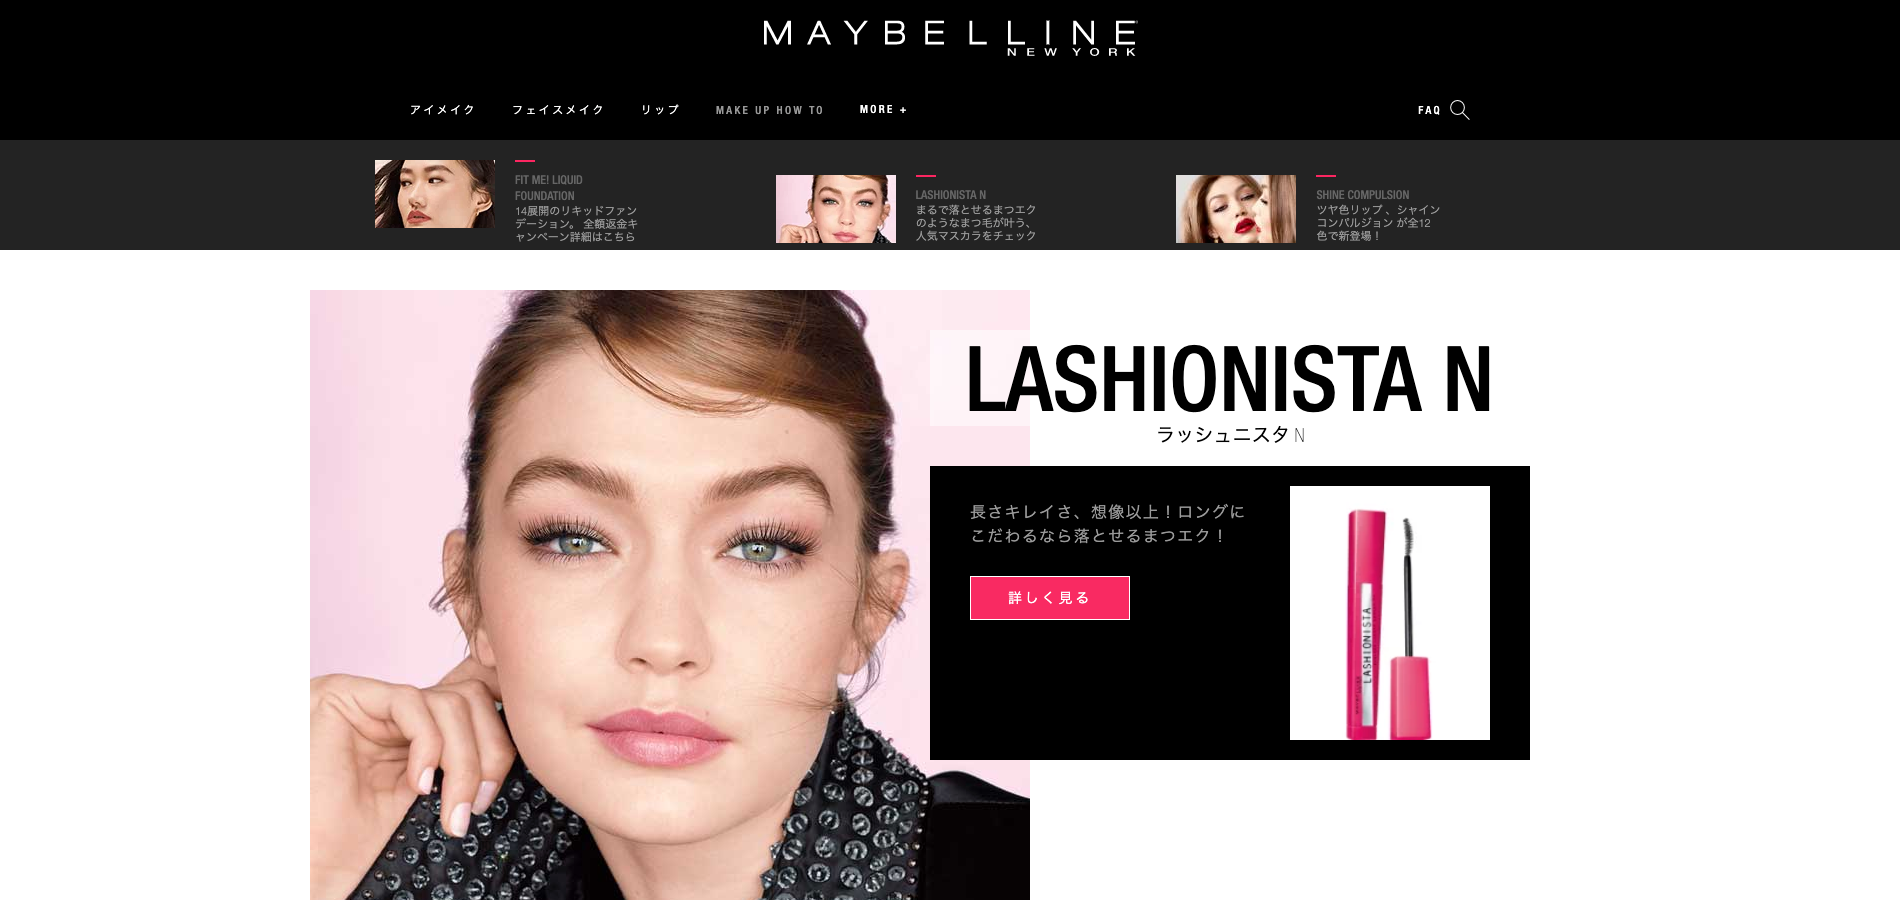 MAYBELLINE
NEW YORK
アイメイク
フェイスメイク
リップ
MAKE UP HOW TO
MORE +
FAQ
FIT ME! LIQUID
FOUNDATION
14展開のリキッドファン
デーション。 全額返金キ
ャンペーン詳細はこちら
LASHIONISTA N
まるで落とせるまつエク
のようなまつ毛が叶う、
人気マスカラをチェック
SHINE COMPULSION
ツヤ色リップ 、シャイン
コンパルジョン が全12
色で新登場！
LASHIONISTA N
ラッシュニスタ N
長さキレイさ、想像以上！ロングに
こだわるなら落とせるまつエク！
詳しく見る
LASHIONISTA